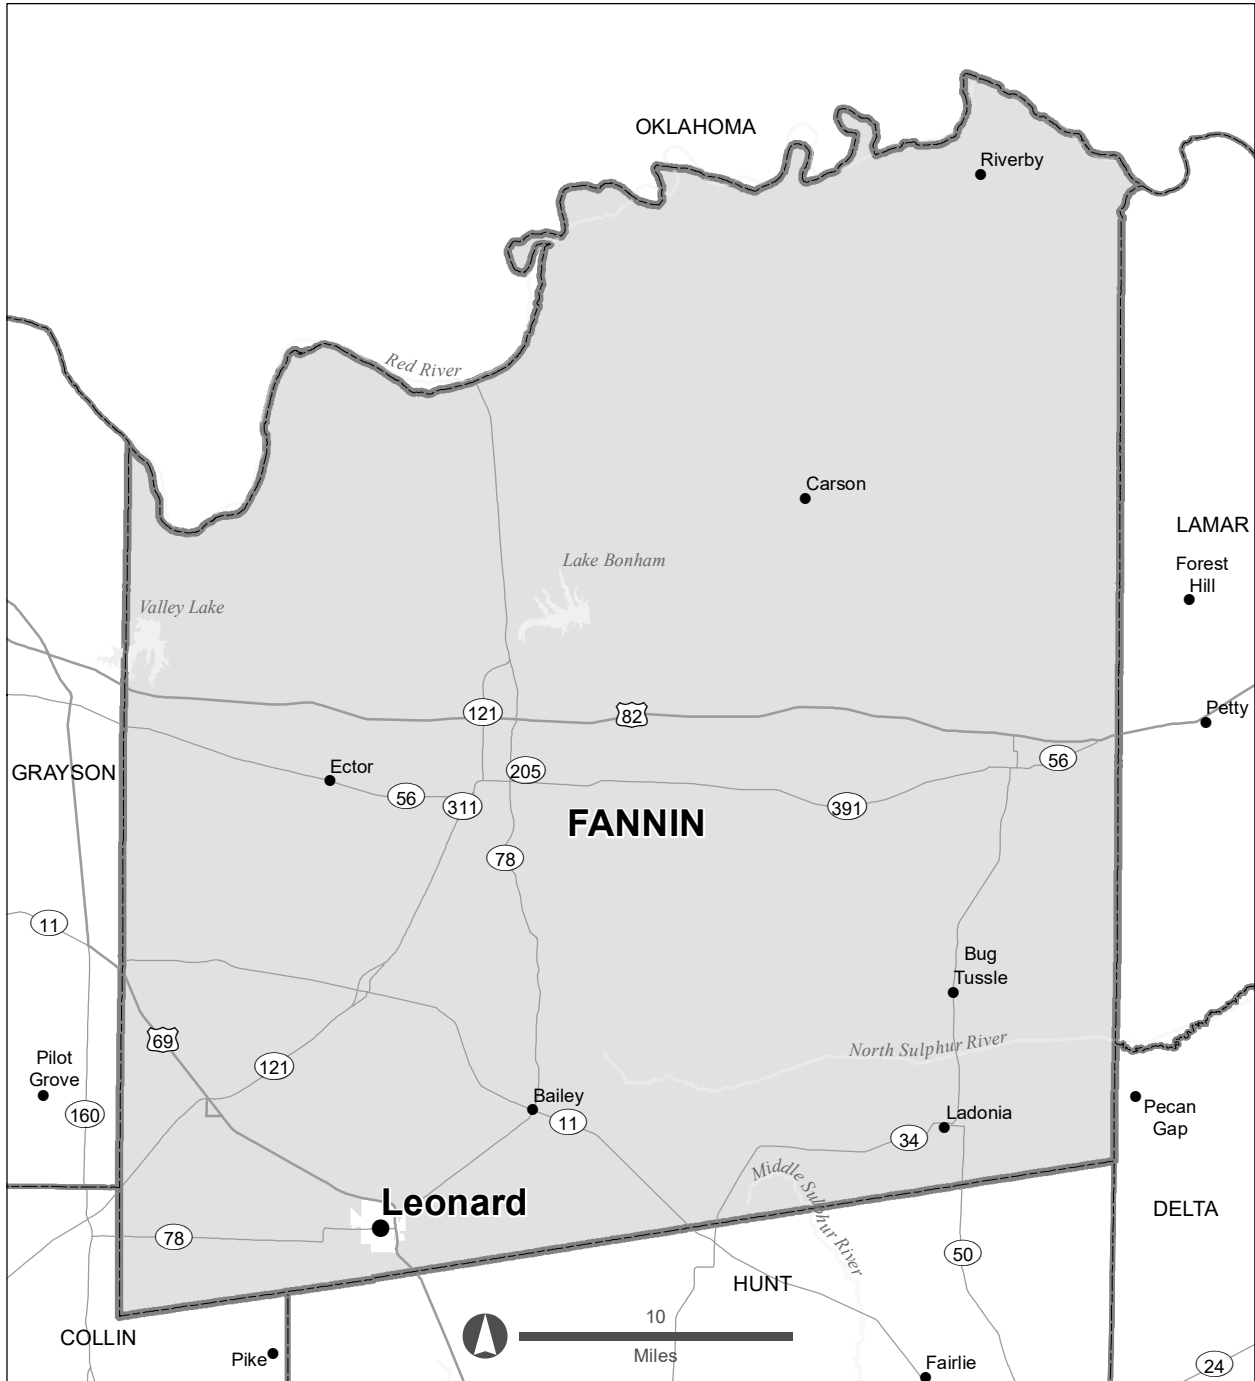 OKLAHOMA
Riverby
Red River
Carson
LAMAR
Lake Bonham
Forest
Hill
Valley Lake
Petty
121
82
56
GRAYSON
Ector
205
56
311
391
FANNIN
78
11
Bug
Tussle
69
North Sulphur River
Pilot
Grove
121
160
Bailey
11
Ladonia
34
Pecan
Gap
Middle Sulphur River
Leonard
DELTA
78
50
HUNT
10
Miles
COLLIN
Pike
Fairlie
24